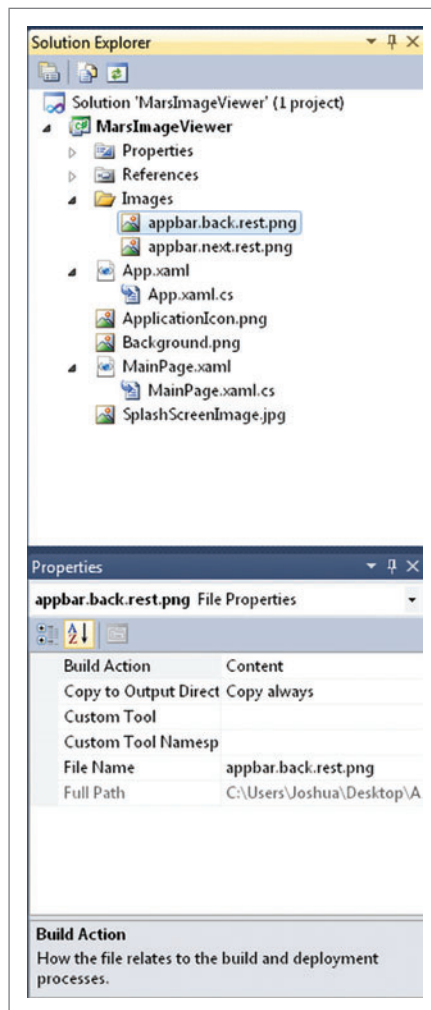 Solution Explorer
Solution 'MarsImageViewer' (1 project)
MarsImageViewer
Properties
References
Images
appbar.back.rest.png
appbar.next.rest.png
App.xaml
App.xaml.cs
ApplicationIcon.png
Background.png
MainPage.xaml
MainPage.xaml.cs
SplashScreenImage.jpg
Properties
appbar.back.rest.png File Properties
Build Action Content
Copy to Output Direct Copy always
Custom Tool
Custom Tool Namesp
File Name appbar.back.rest.png
Full Path C:\Users\Joshua\Desktop\A
Build Action
How the file relates to the build and deployment
processes.